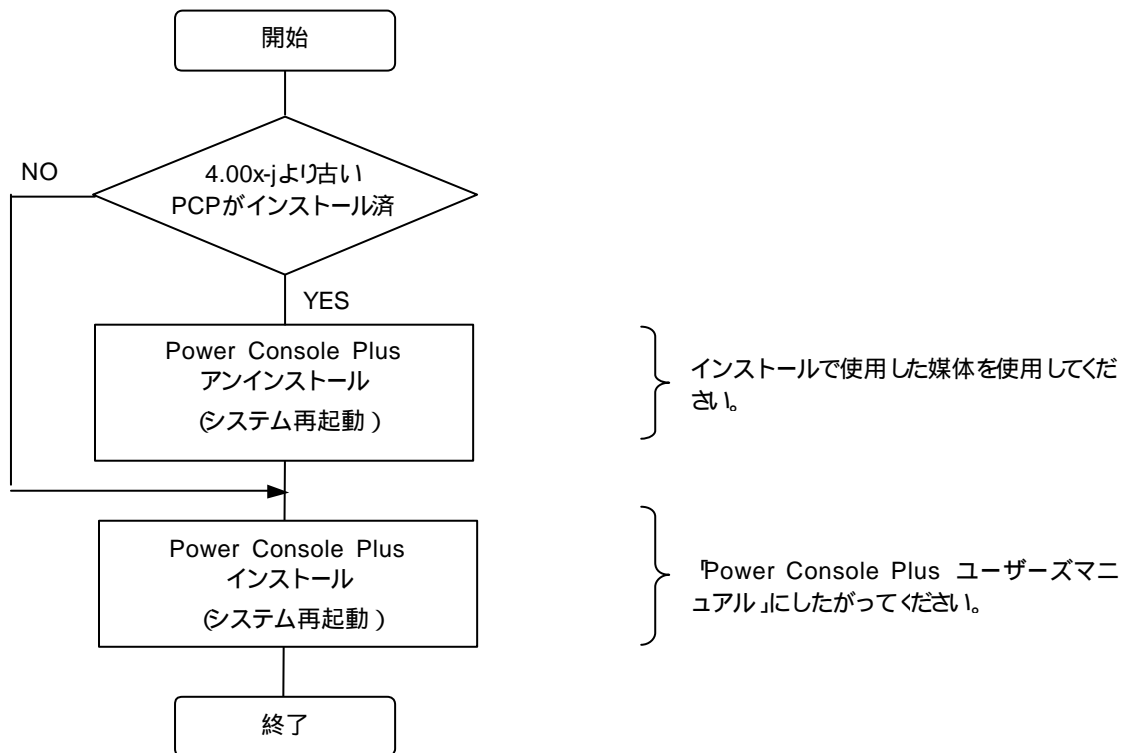 開始
NO
4.00x-jより古い
PCPがインストール済
YES
Power Console Plus
アンインストール
(システム再起動)
インストールで使用した媒体を使用してくだ
さい。
Power Console Plus
インストール
(システム再起動)
『Power Console Plus ユーザーズマニ
ュアル』にしたがってください。
終了